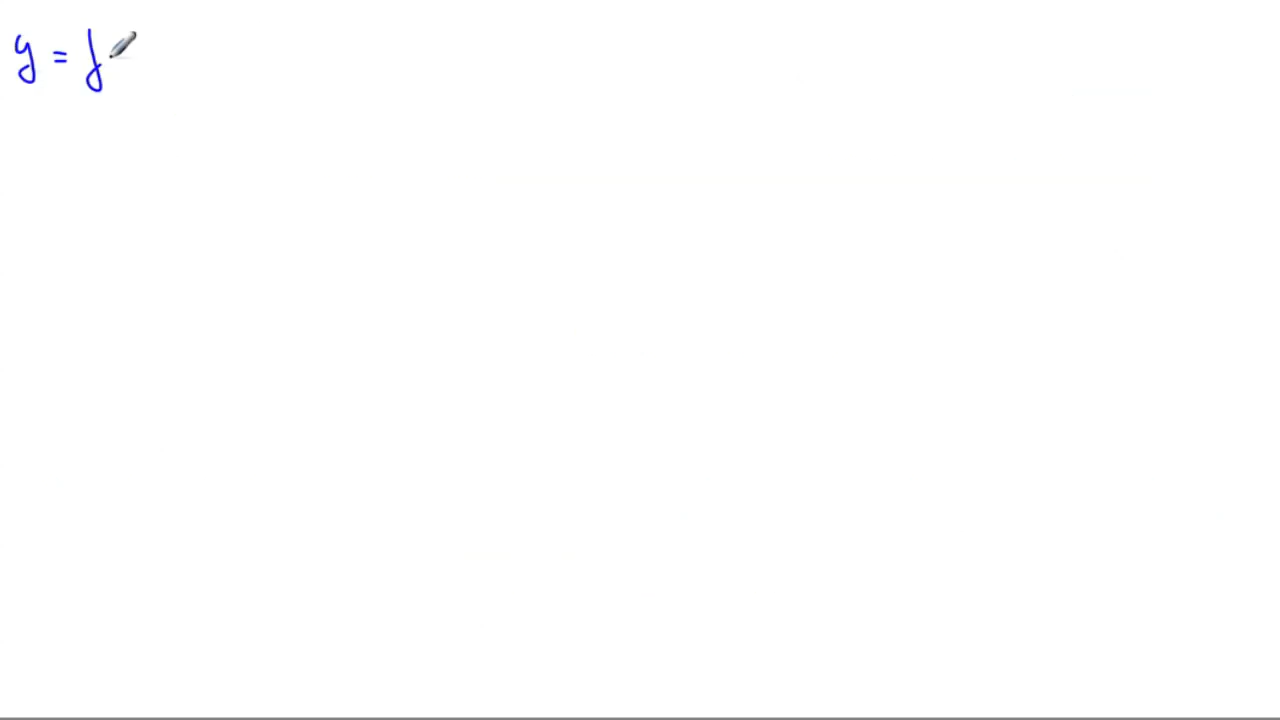 y = f